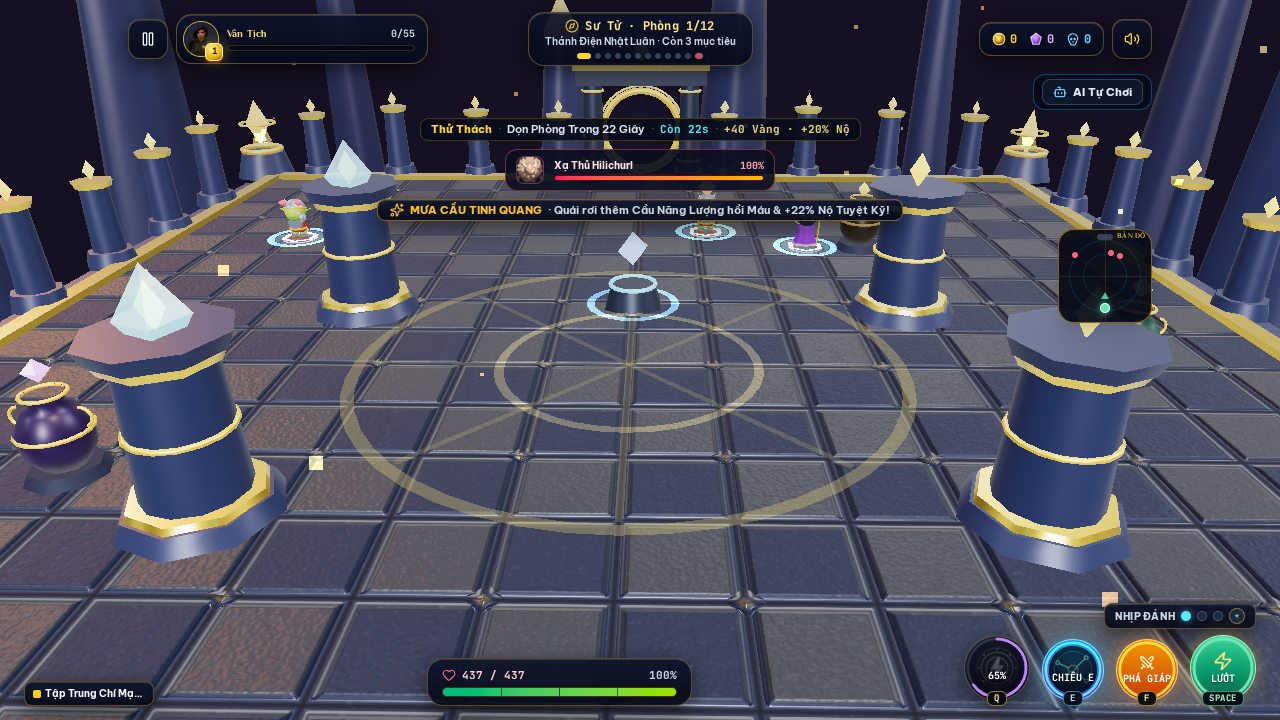 Vân Tịch
0/55
1
Sư Tử · Phòng 1/12
Thánh Điện Nhật Luân · Còn 3 mục tiêu
0
0
0
AI Tự Chơi
Thử Thách · Dọn Phòng Trong 22 Giây · Còn 22s · +40 Vàng · +20% Nộ
Xạ Thủ Hilichurl
100%
MƯA CẦU TINH QUANG · Quái rơi thêm Cầu Năng Lượng hồi Máu & +22% Nộ Tuyệt Kỹ!
BẢN ĐỒ
NHỊP ĐÁNH
65%
CHIÊU E
PHÁ GIÁP
LƯỚT
Q
E
F
SPACE
437 / 437
100%
Tập Trung Chí Mạ...